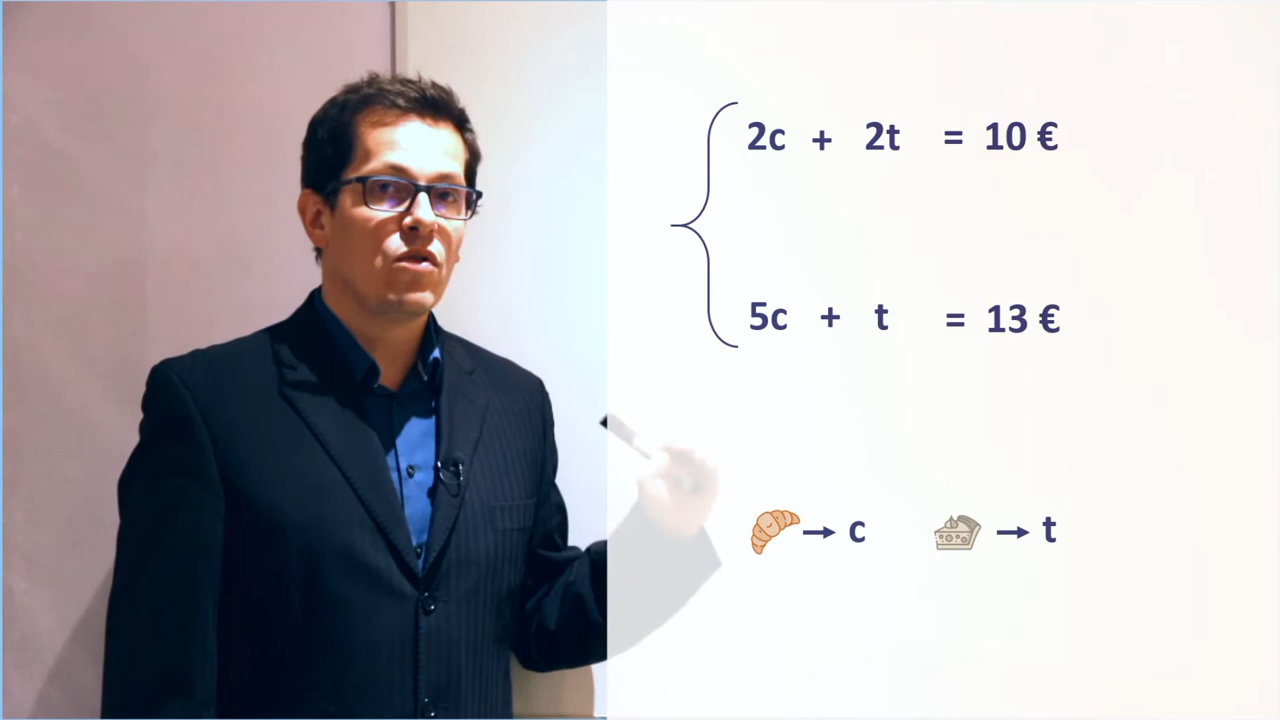 2c + 2t = 10 €
5c + t = 13 €
→ c → t